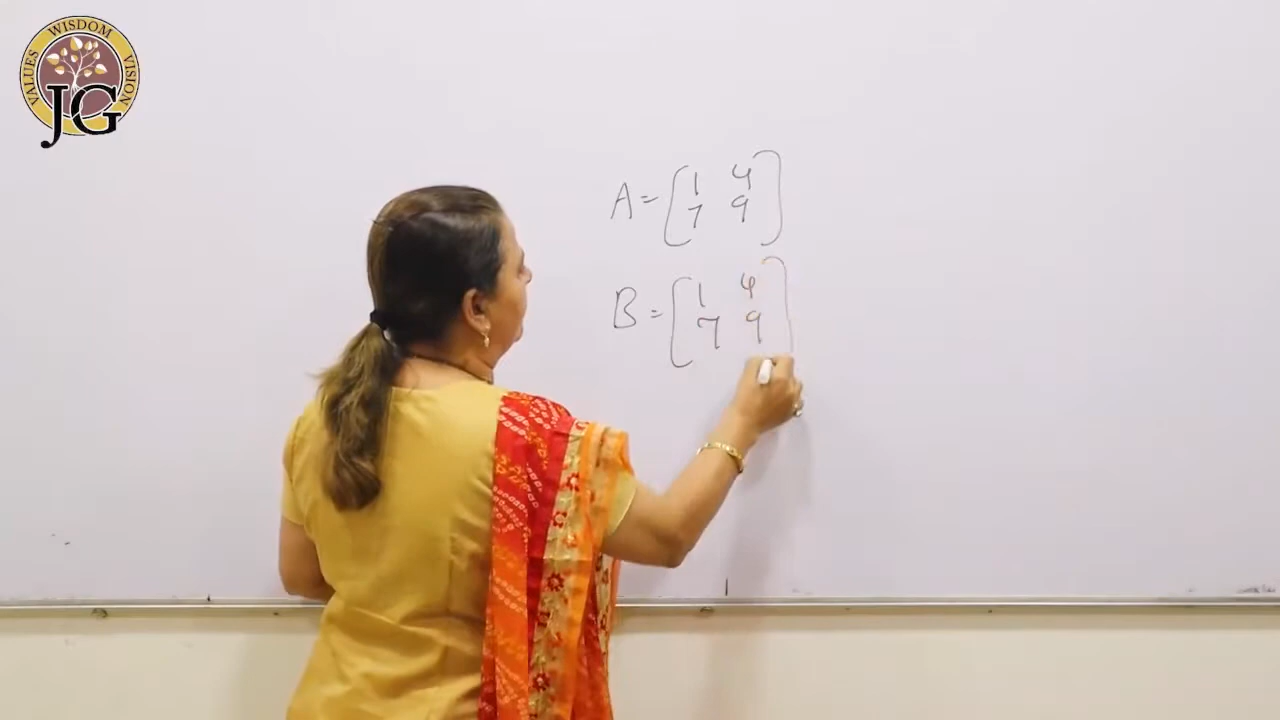 VALUES WISDOM VISION
JG
A = [ 1 4
7 9 ]
B = [ 1 4
7 9 ]